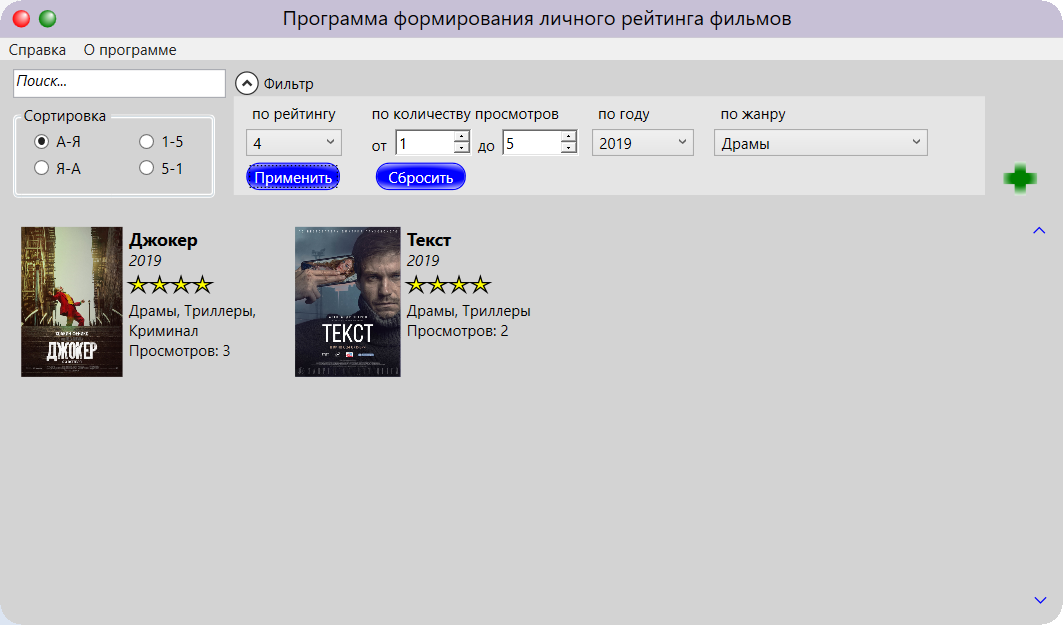 Программа формирования личного рейтинга фильмов
Справка О программе
Поиск...
Фильтр
Сортировка
А-Я 1-5
Я-А 5-1
по рейтингу по количеству просмотров по году по жанру
4 от 1 до 5 2019 Драмы
Применить Сбросить
Джокер
2019
Драмы, Триллеры,
Криминал
Просмотров: 3
ДЖОКЕР
Текст
2019
Драмы, Триллеры
Просмотров: 2
ТЕКСТ